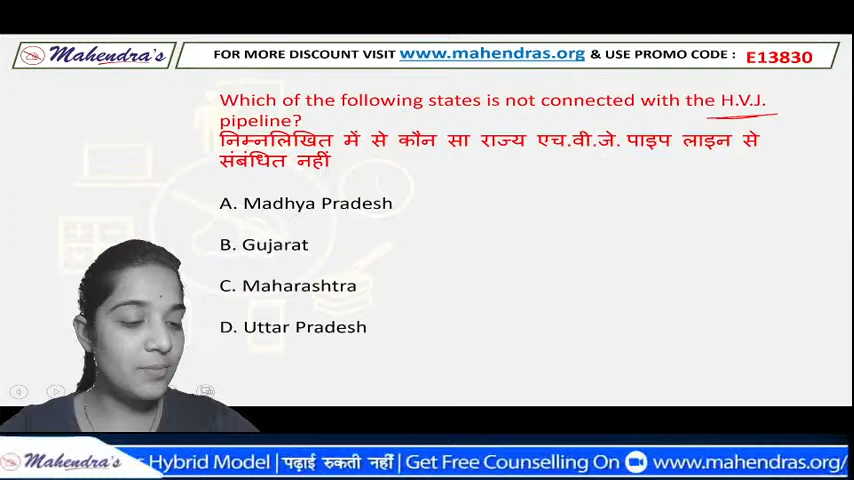 Mahendra's
FOR MORE DISCOUNT VISIT www.mahendras.org & USE PROMO CODE : E13830
Which of the following states is not connected with the H.V.J.
pipeline?
निम्नलिखित में से कौन सा राज्य एच.वी.जे. पाइप लाइन से
संबंधित नहीं
A. Madhya Pradesh
B. Gujarat
C. Maharashtra
D. Uttar Pradesh
Mahendra's Hybrid Model | पढ़ाई रुकती नहीं | Get Free Counselling On www.mahendras.org/